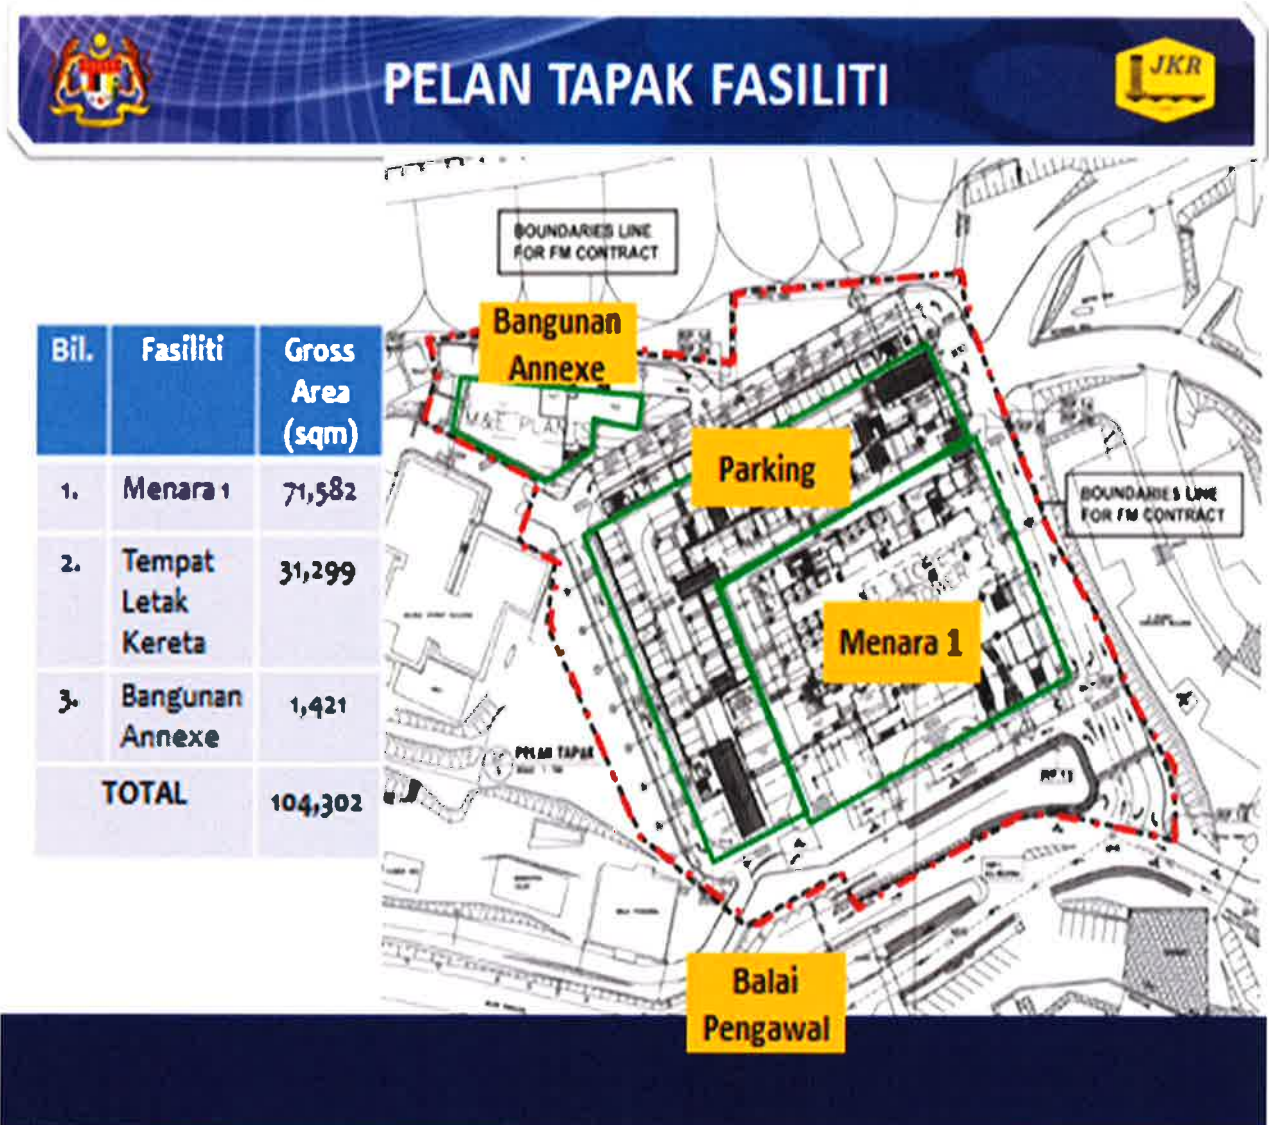 PELAN TAPAK FASILITI
JKR
BOUNDARIES LINE
FOR FM CONTRACT
Bangunan
Annexe
Bil.
Fasiliti
Gross
Area
(sqm)
1.
Menara 1
71,582
2.
Tempat
Letak
Kereta
31,299
3.
Bangunan
Annexe
1,421
TOTAL
104,302
M&E PLANTS
Parking
BOUNDARIES LINE
FOR FM CONTRACT
Menara 1
PELAN TAPAK
Balai
Pengawal